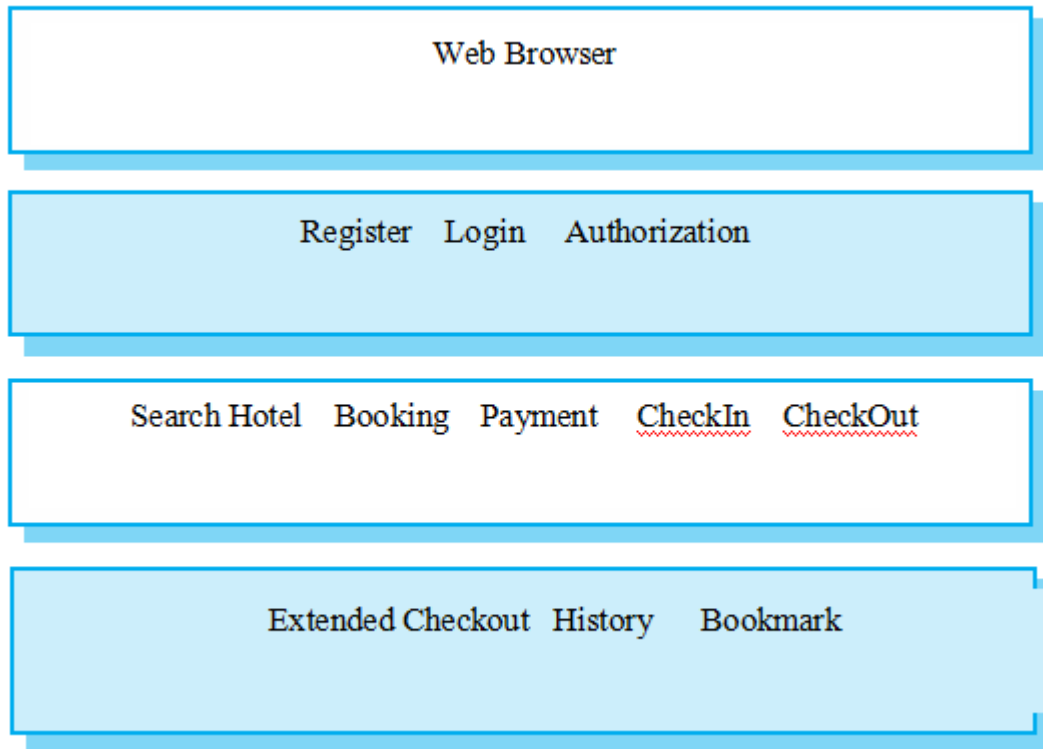 Web Browser
Register Login Authorization
Search Hotel Booking Payment CheckIn CheckOut
Extended Checkout History Bookmark